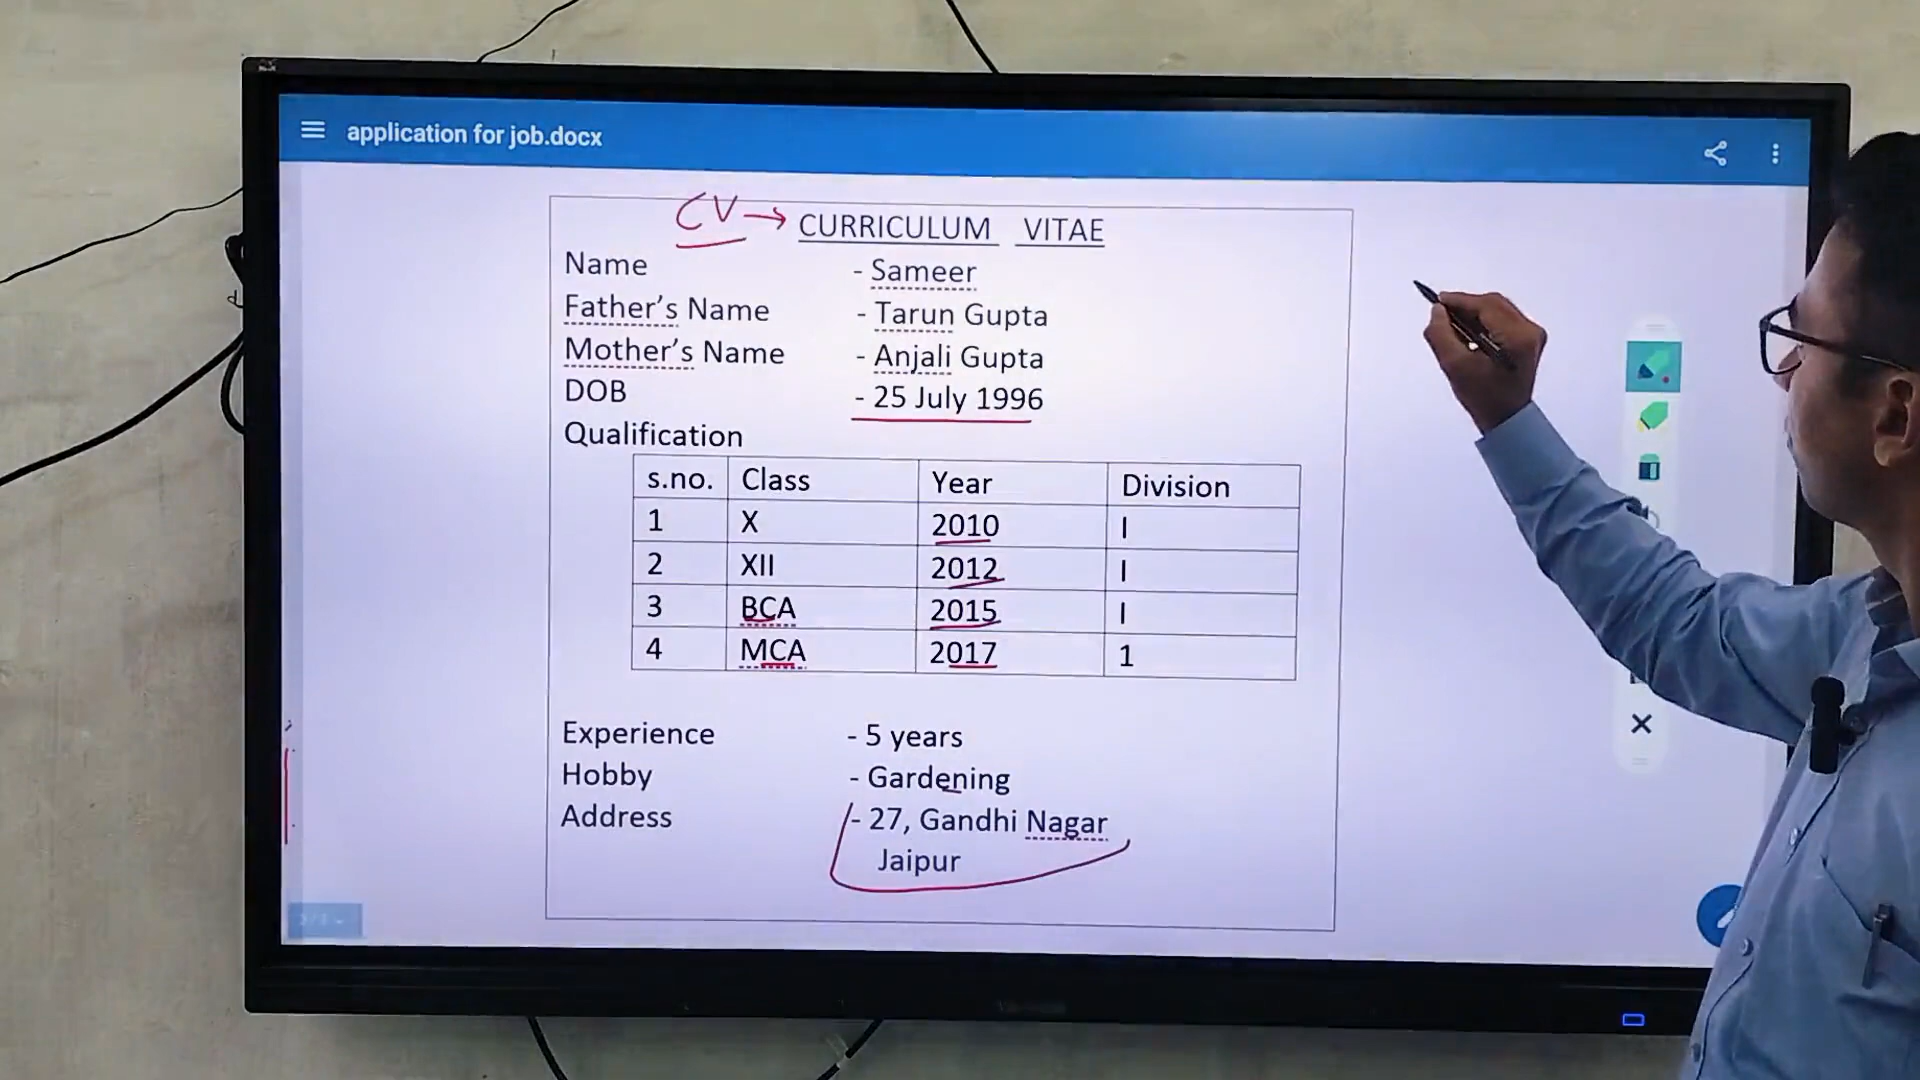 application for job.docx
CV → CURRICULUM VITAE
Name - Sameer
Father's Name - Tarun Gupta
Mother's Name - Anjali Gupta
DOB - 25 July 1996
Qualification
s.no. Class Year Division
1 X 2010 I
2 XII 2012 I
3 BCA 2015 I
4 MCA 2017 1
Experience - 5 years
Hobby - Gardening
Address - 27, Gandhi Nagar
Jaipur